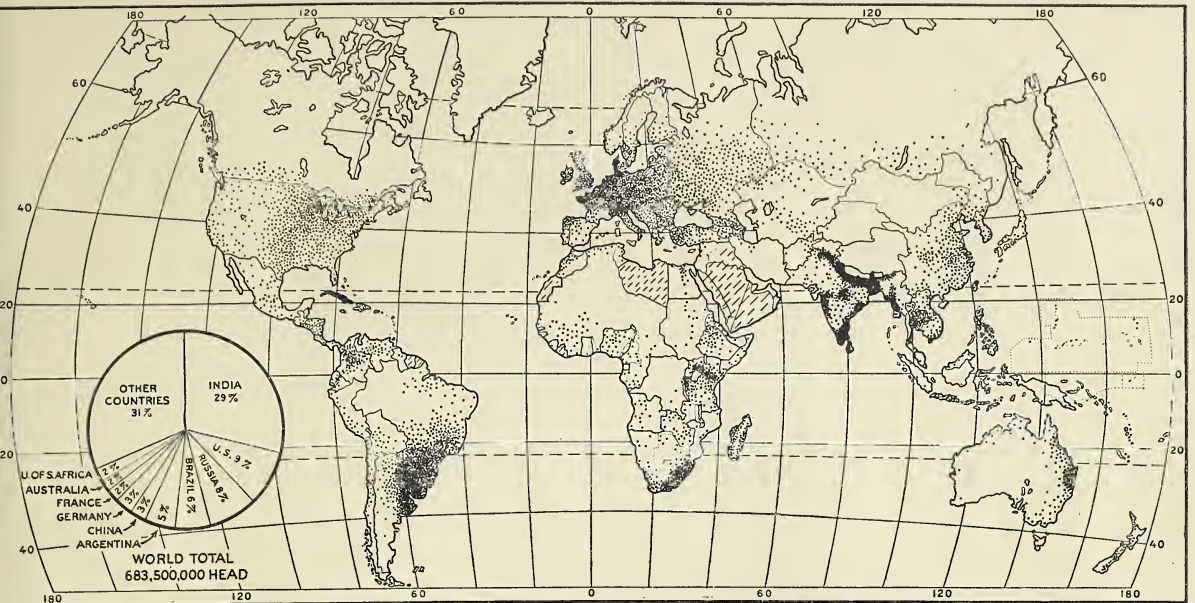 180 120 60 0 60 120 180
60 60
40 40
20 20
0 0
20 20
40 40
OTHER
COUNTRIES
31%
INDIA
29%
U.S. 9%
RUSSIA 8%
BRAZIL 6%
5%
3%
3%
2%
2%
2%
U. OF S. AFRICA
AUSTRALIA
FRANCE
GERMANY
CHINA
ARGENTINA
WORLD TOTAL
683,500,000 HEAD
180 120 60 0 60 120 180